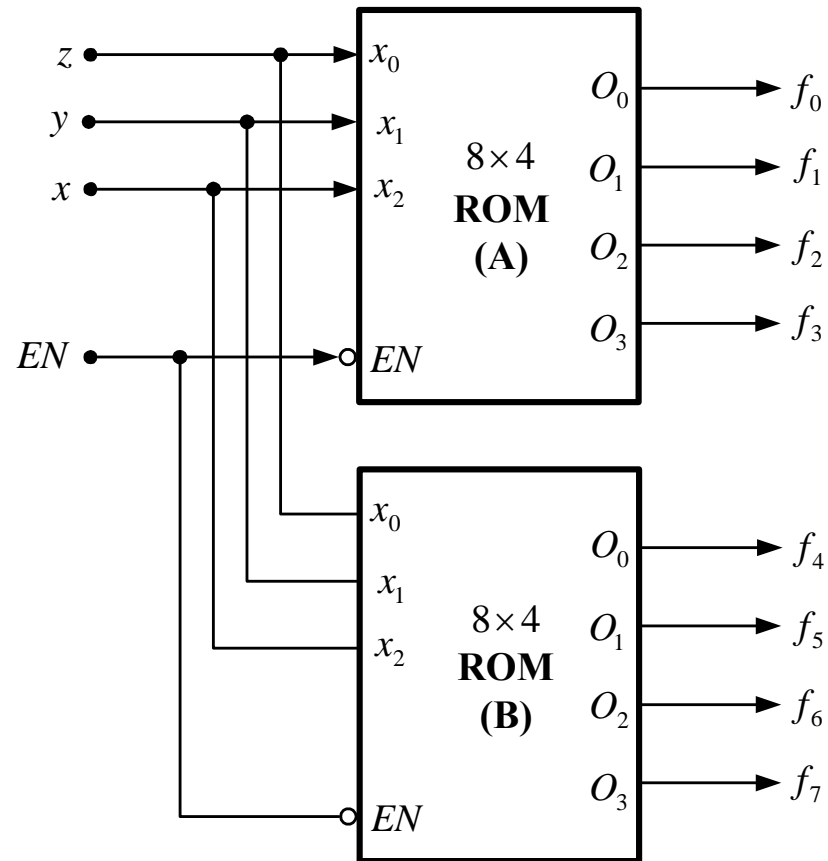 z
y
x
EN
x₀
x₁
x₂
EN
8×4
ROM
(A)
O₀
O₁
O₂
O₃
f₀
f₁
f₂
f₃
x₀
x₁
x₂
EN
8×4
ROM
(B)
O₀
O₁
O₂
O₃
f₄
f₅
f₆
f₇